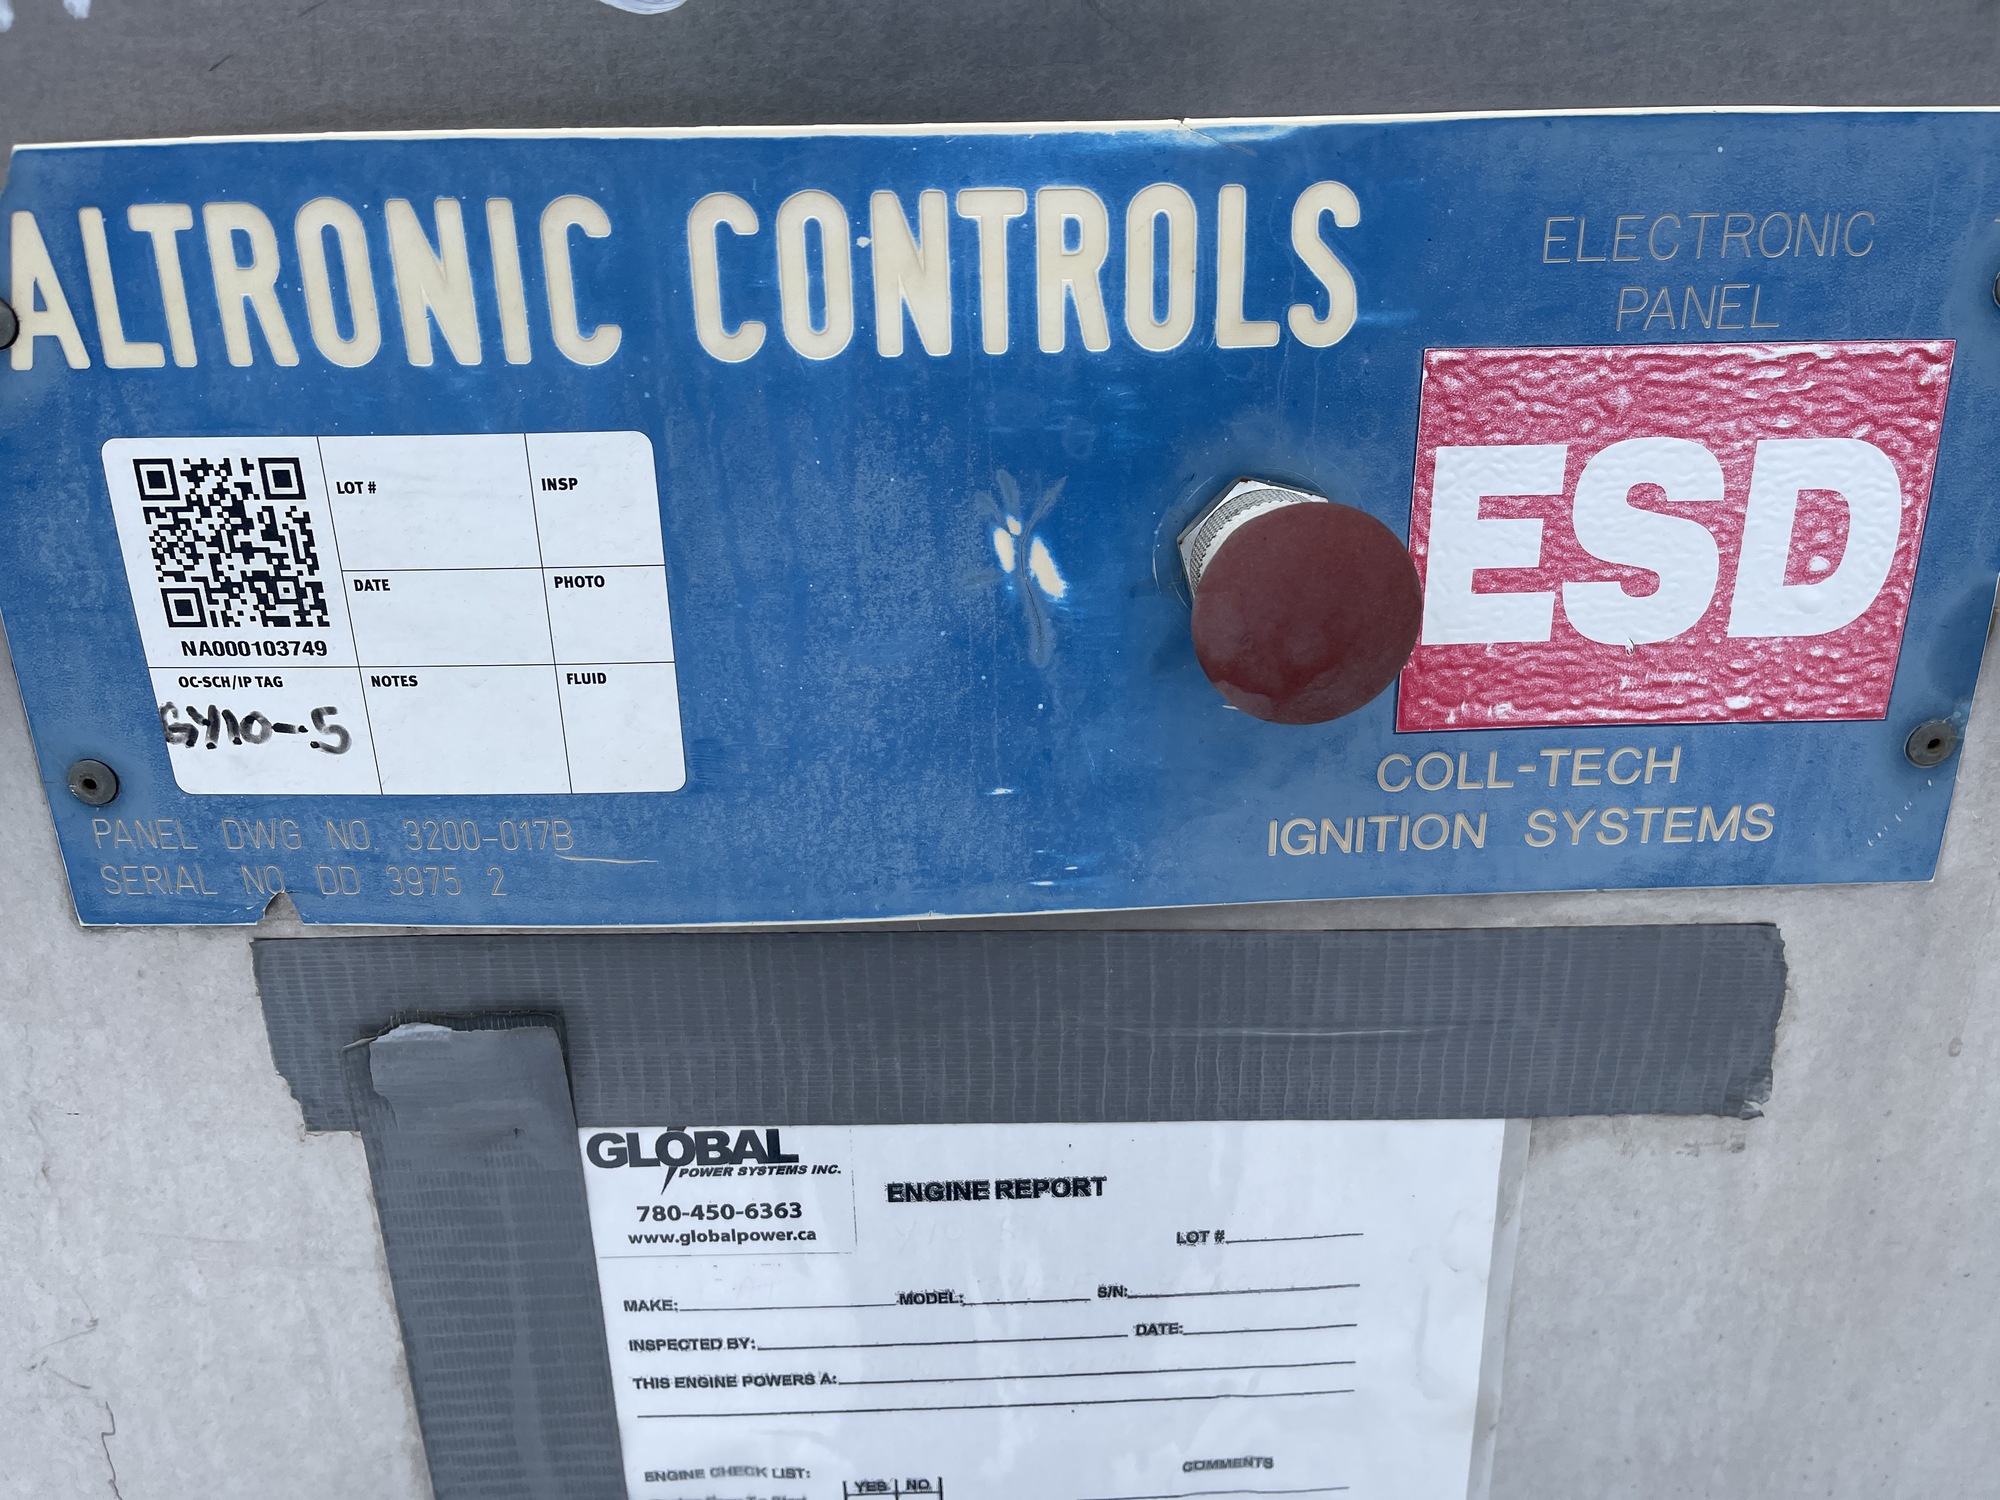 ALTRONIC CONTROLS
ELECTRONIC
PANEL
ESD
LOT #
INSP
DATE
PHOTO
NA000103749
OC-SCH/IP TAG
NOTES
FLUID
COLL-TECH
IGNITION SYSTEMS
PANEL DWG NO. 3200-017B
SERIAL NO DD 3975 2
GLOBAL
POWER SYSTEMS INC.
780-450-6363
www.globalpower.ca
ENGINE REPORT
LOT #
MAKE: MODEL: S/N:
INSPECTED BY: DATE:
THIS ENGINE POWERS A:
ENGINE CHECK LIST:
COMMENTS
YES NO